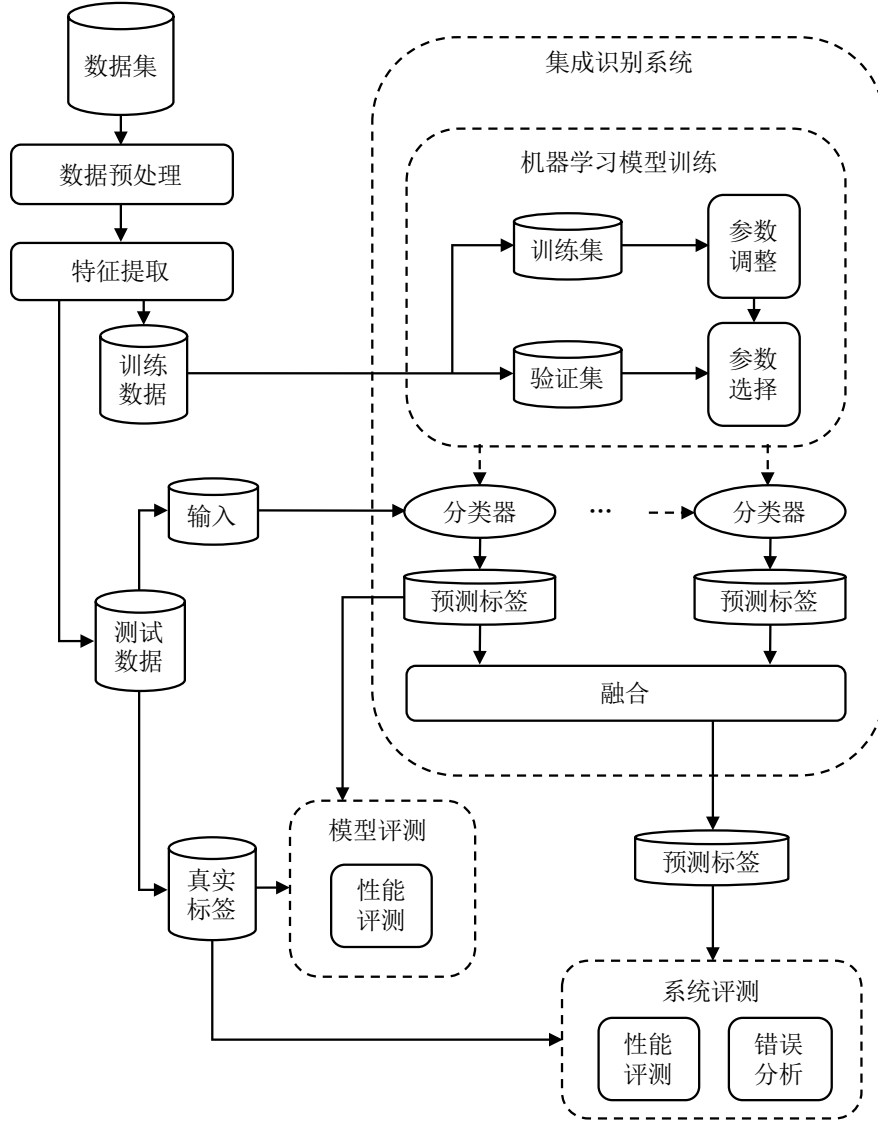 数据集
集成识别系统
数据预处理
机器学习模型训练
特征提取
训练集
参数
调整
训练
数据
验证集
参数
选择
输入
分类器
...
分类器
预测标签
预测标签
测试
数据
融合
模型评测
预测标签
真实
标签
性能
评测
系统评测
性能
评测
错误
分析